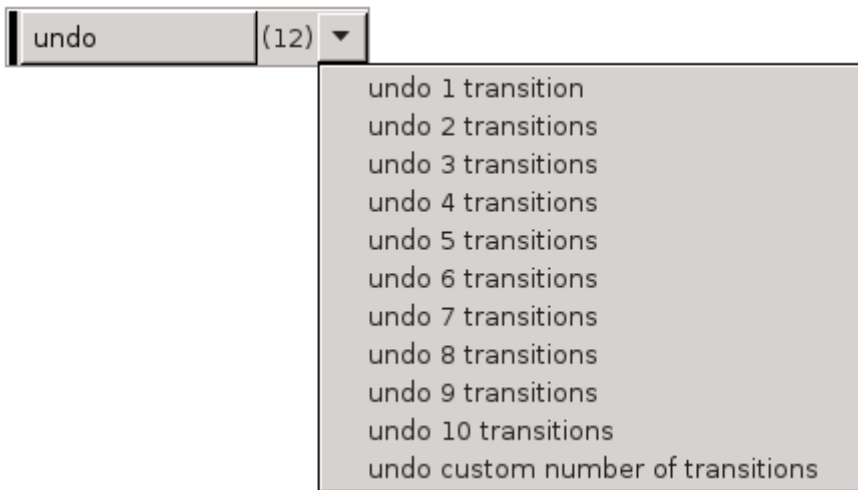 undo (12)
undo 1 transition
undo 2 transitions
undo 3 transitions
undo 4 transitions
undo 5 transitions
undo 6 transitions
undo 7 transitions
undo 8 transitions
undo 9 transitions
undo 10 transitions
undo custom number of transitions